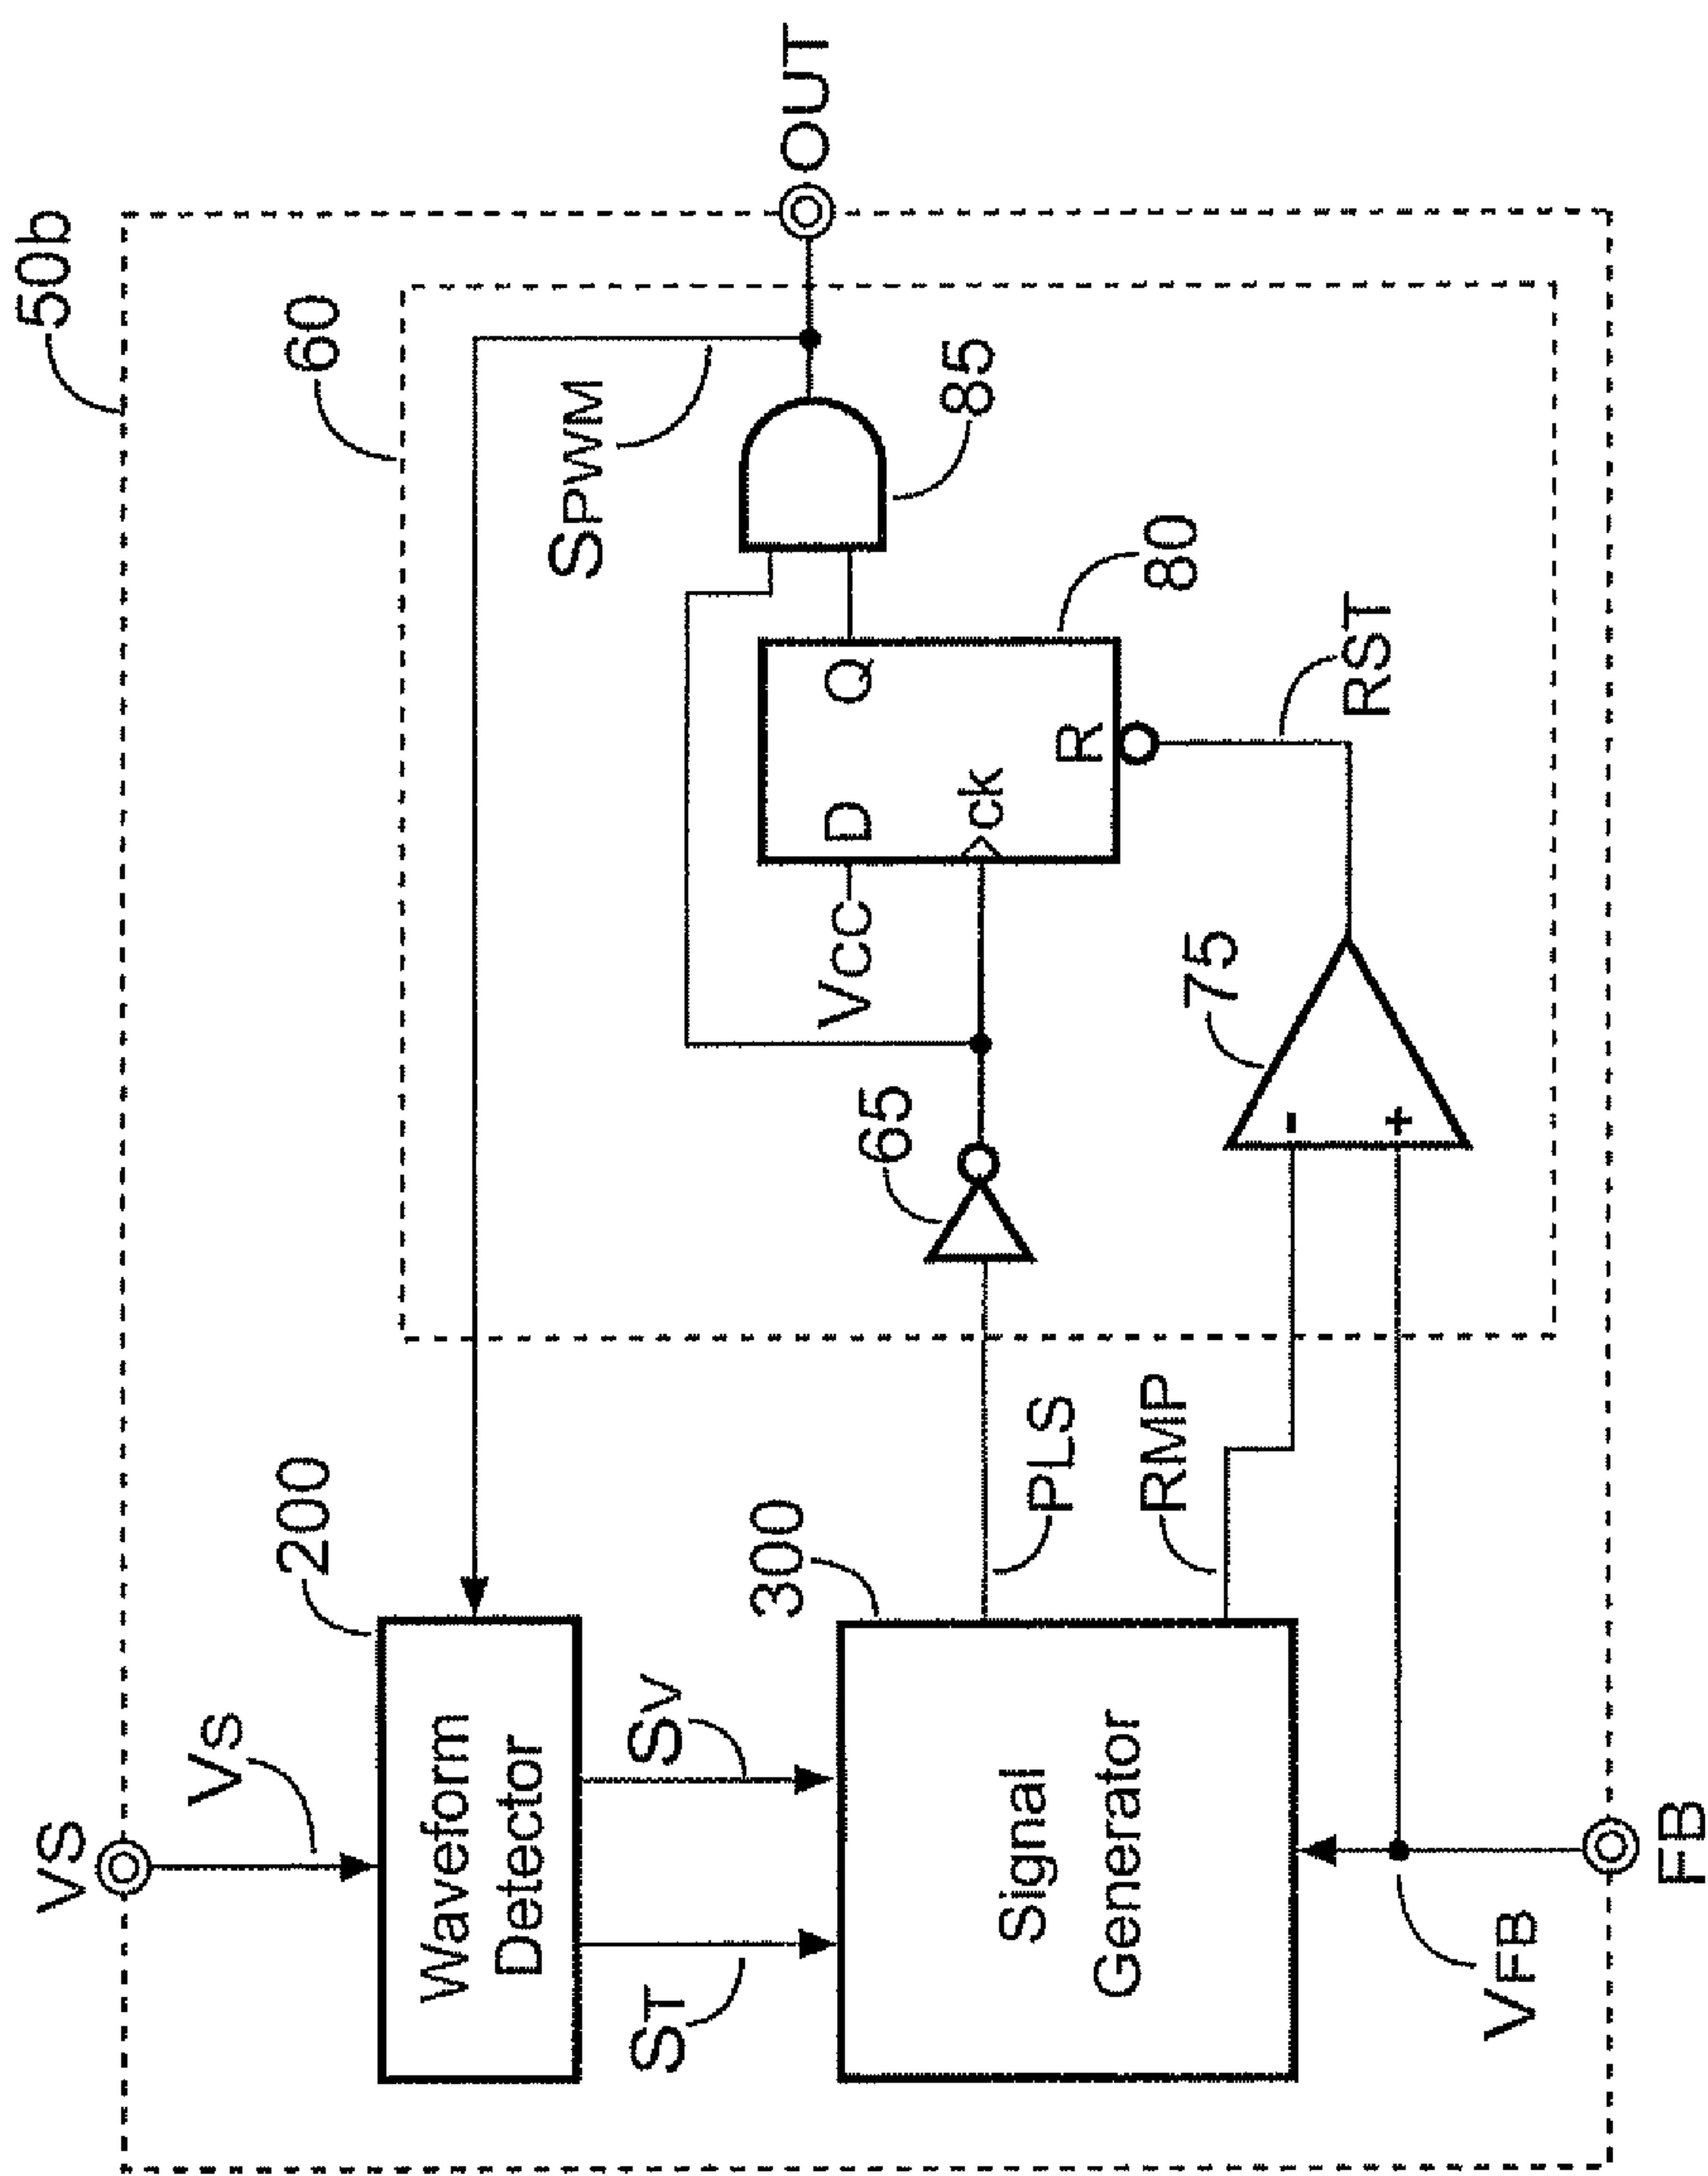 50b
60
VS
VS
200
Waveform
Detector
ST
SV
300
Signal
Generator
PLS
RMP
VFB
FB
65
75
-
+
VCC
D
Q
ck
R
80
RST
85
SPWM
OUT